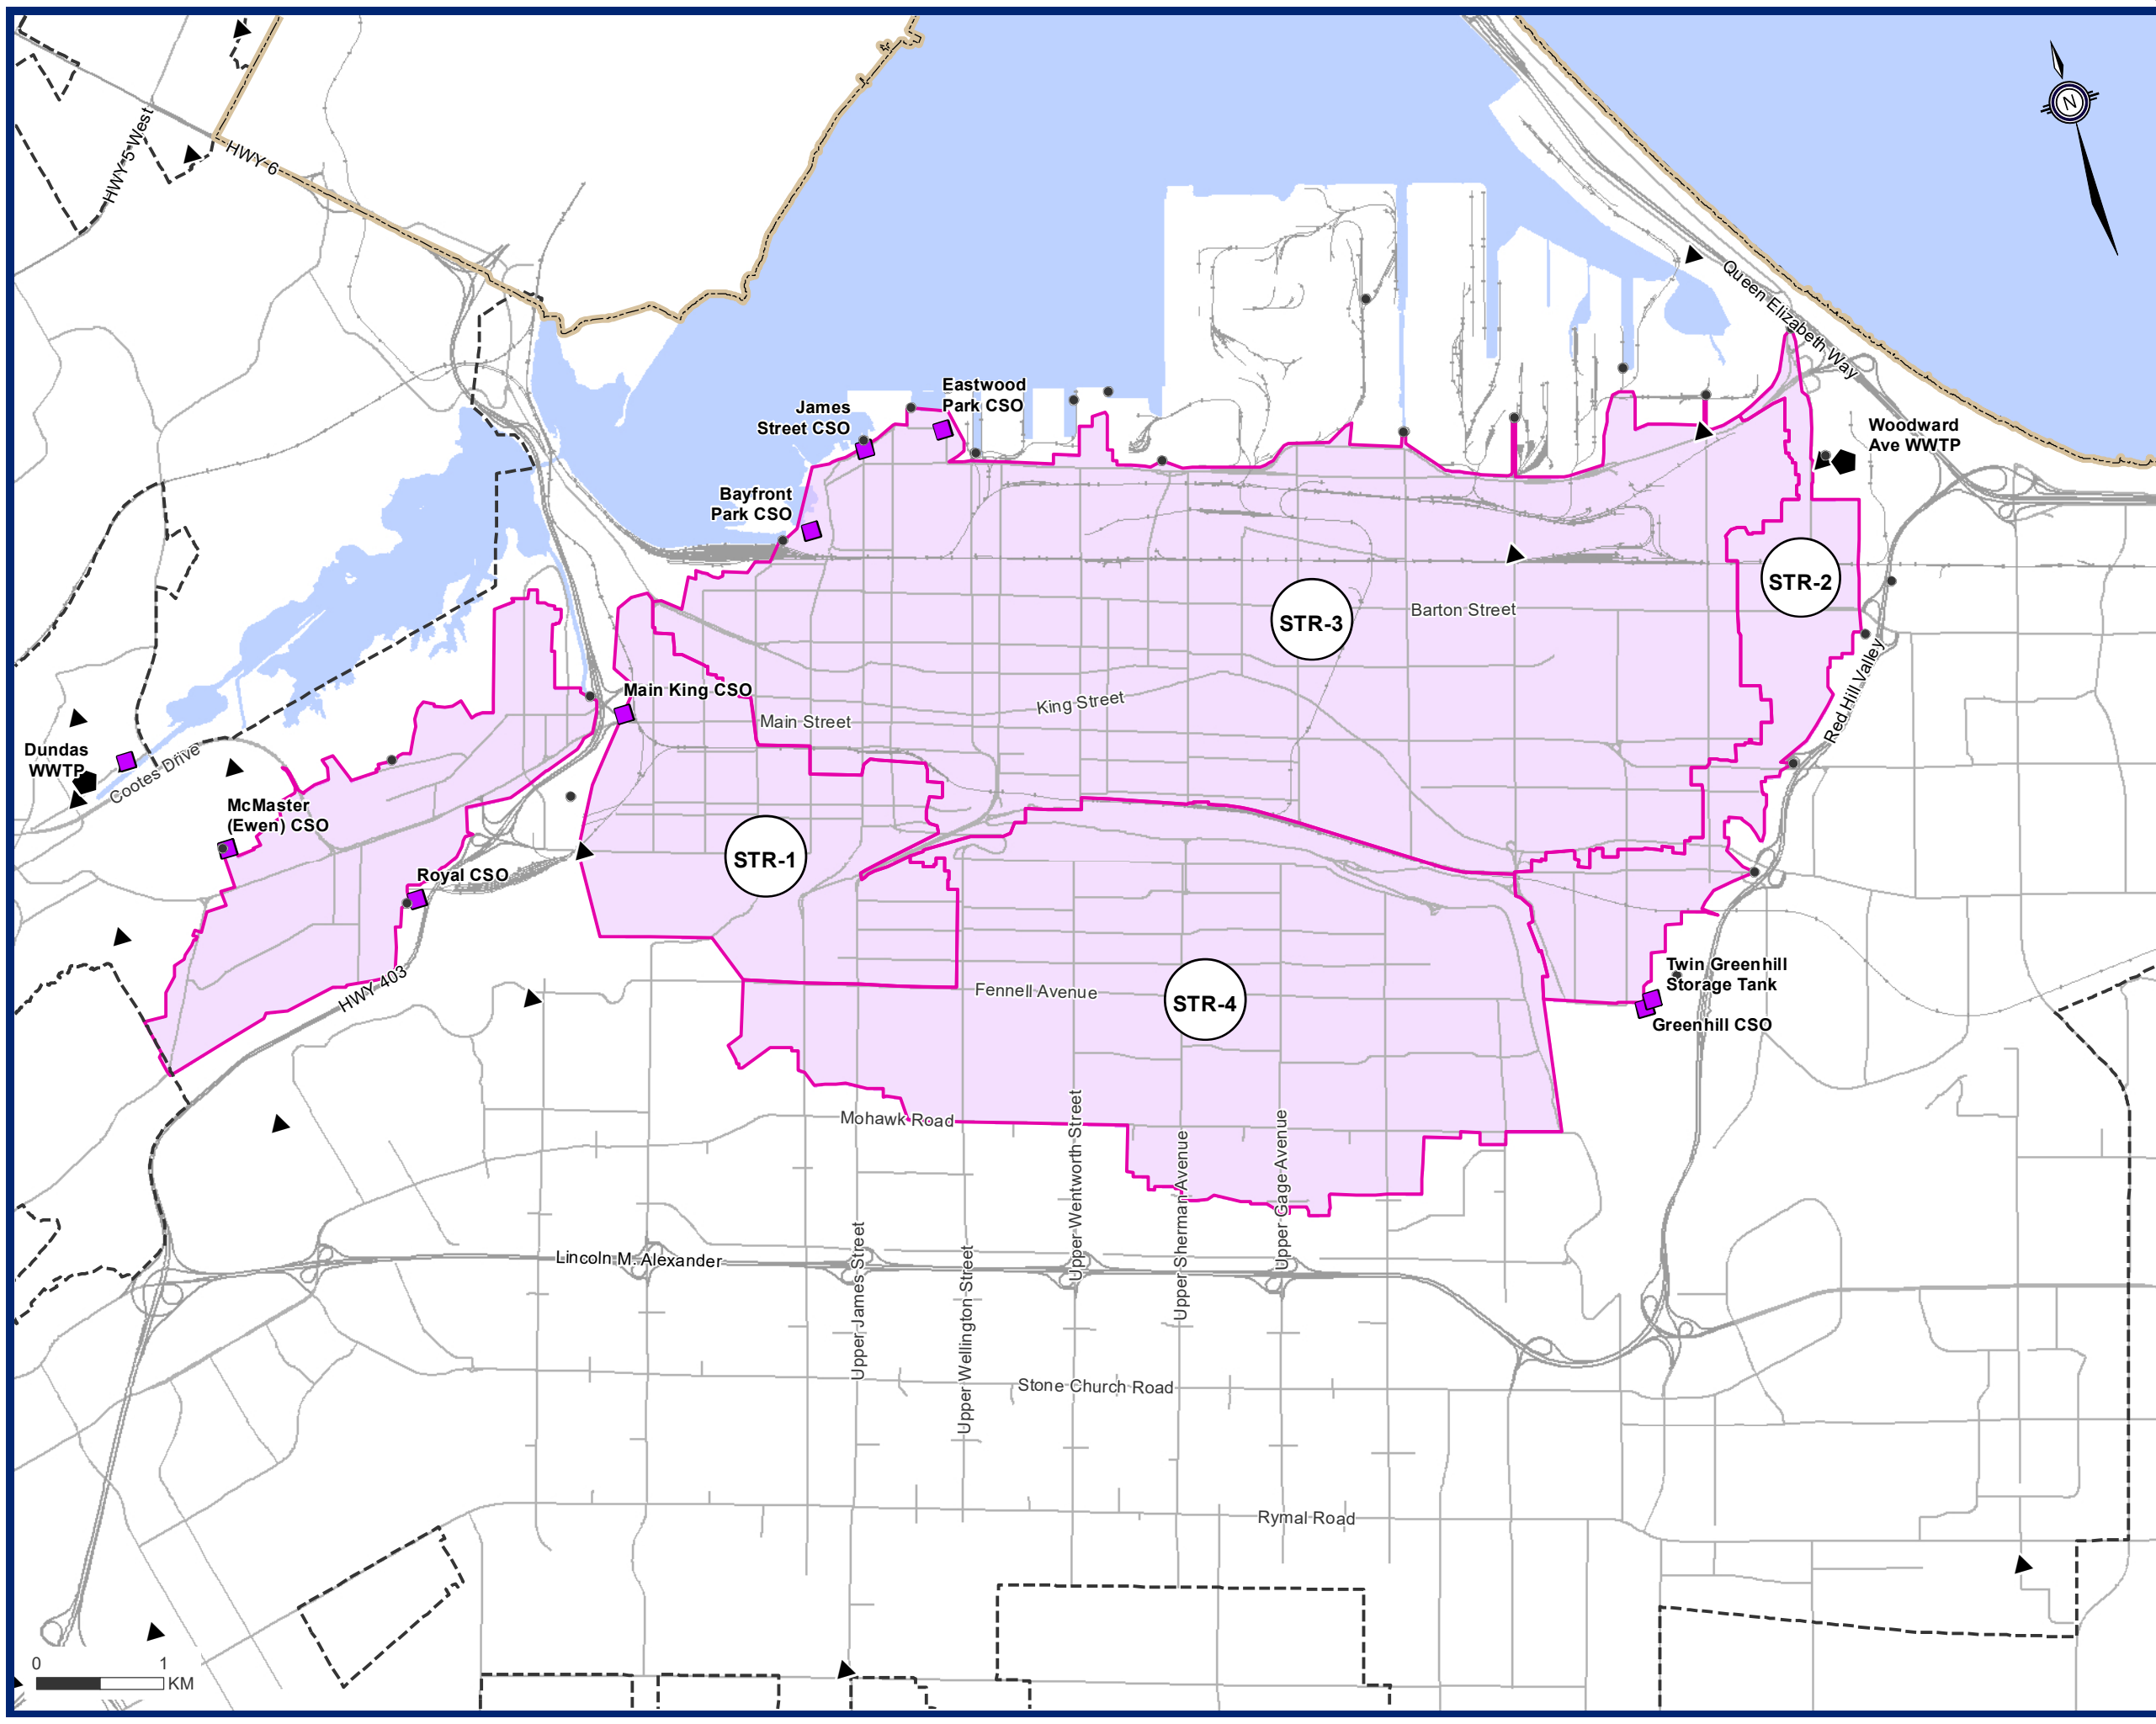 N
HWY 5 West
HWY 6
Queen Elizabeth Way
Eastwood
Park CSO
James
Street CSO
Woodward
Ave WWTP
Bayfront
Park CSO
STR-2
STR-3
Barton Street
Red Hill Valley
Main King CSO
King Street
Main Street
Dundas
WWTP
Cootes Drive
McMaster
(Ewen) CSO
STR-1
Royal CSO
HWY 403
Twin Greenhill
Storage Tank
Fennell Avenue
STR-4
Greenhill CSO
Mohawk Road
Upper Wentworth Street
Upper Sherman Avenue
Upper Gage Avenue
Lincoln M. Alexander
Upper James Street
Upper Wellington Street
Stone Church Road
Rymal Road
0 1
KM